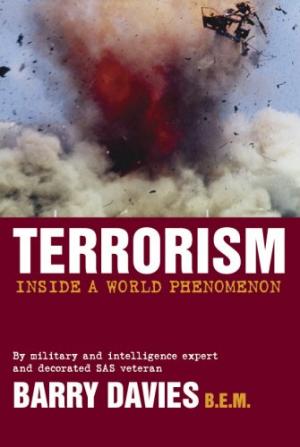 TERRORISM
INSIDE A WORLD PHENOMENON
By military and intelligence expert
and decorated SAS veteran
BARRY DAVIES B.E.M.